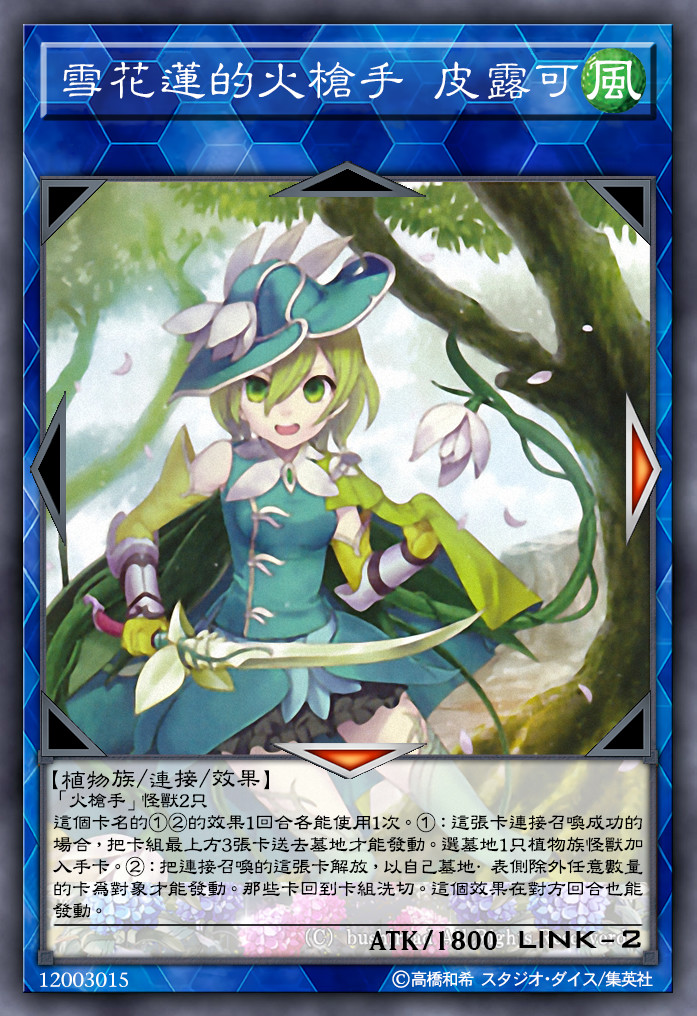 雪花蓮的火槍手 皮露可 風
【植物族/連接/效果】
「火槍手」怪獸2只
這個卡名的①②的效果1回合各能使用1次。①：這張卡連接召喚成功的
場合，把卡組最上方3張卡送去墓地才能發動。選墓地1只植物族怪獸加
入手卡。②：把連接召喚的這張卡解放，以自己墓地，表側除外任意數量
的卡為對象才能發動。那些卡回到卡組洗切。這個效果在對方回合也能
發動。
ATK/1800 LINK-2
12003015 ©高橋和希 スタジオ・ダイス/集英社